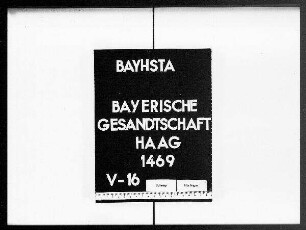 BAYHSTA
BAYERISCHE
GESANDTSCHAFT
HAAG
1469
V-16